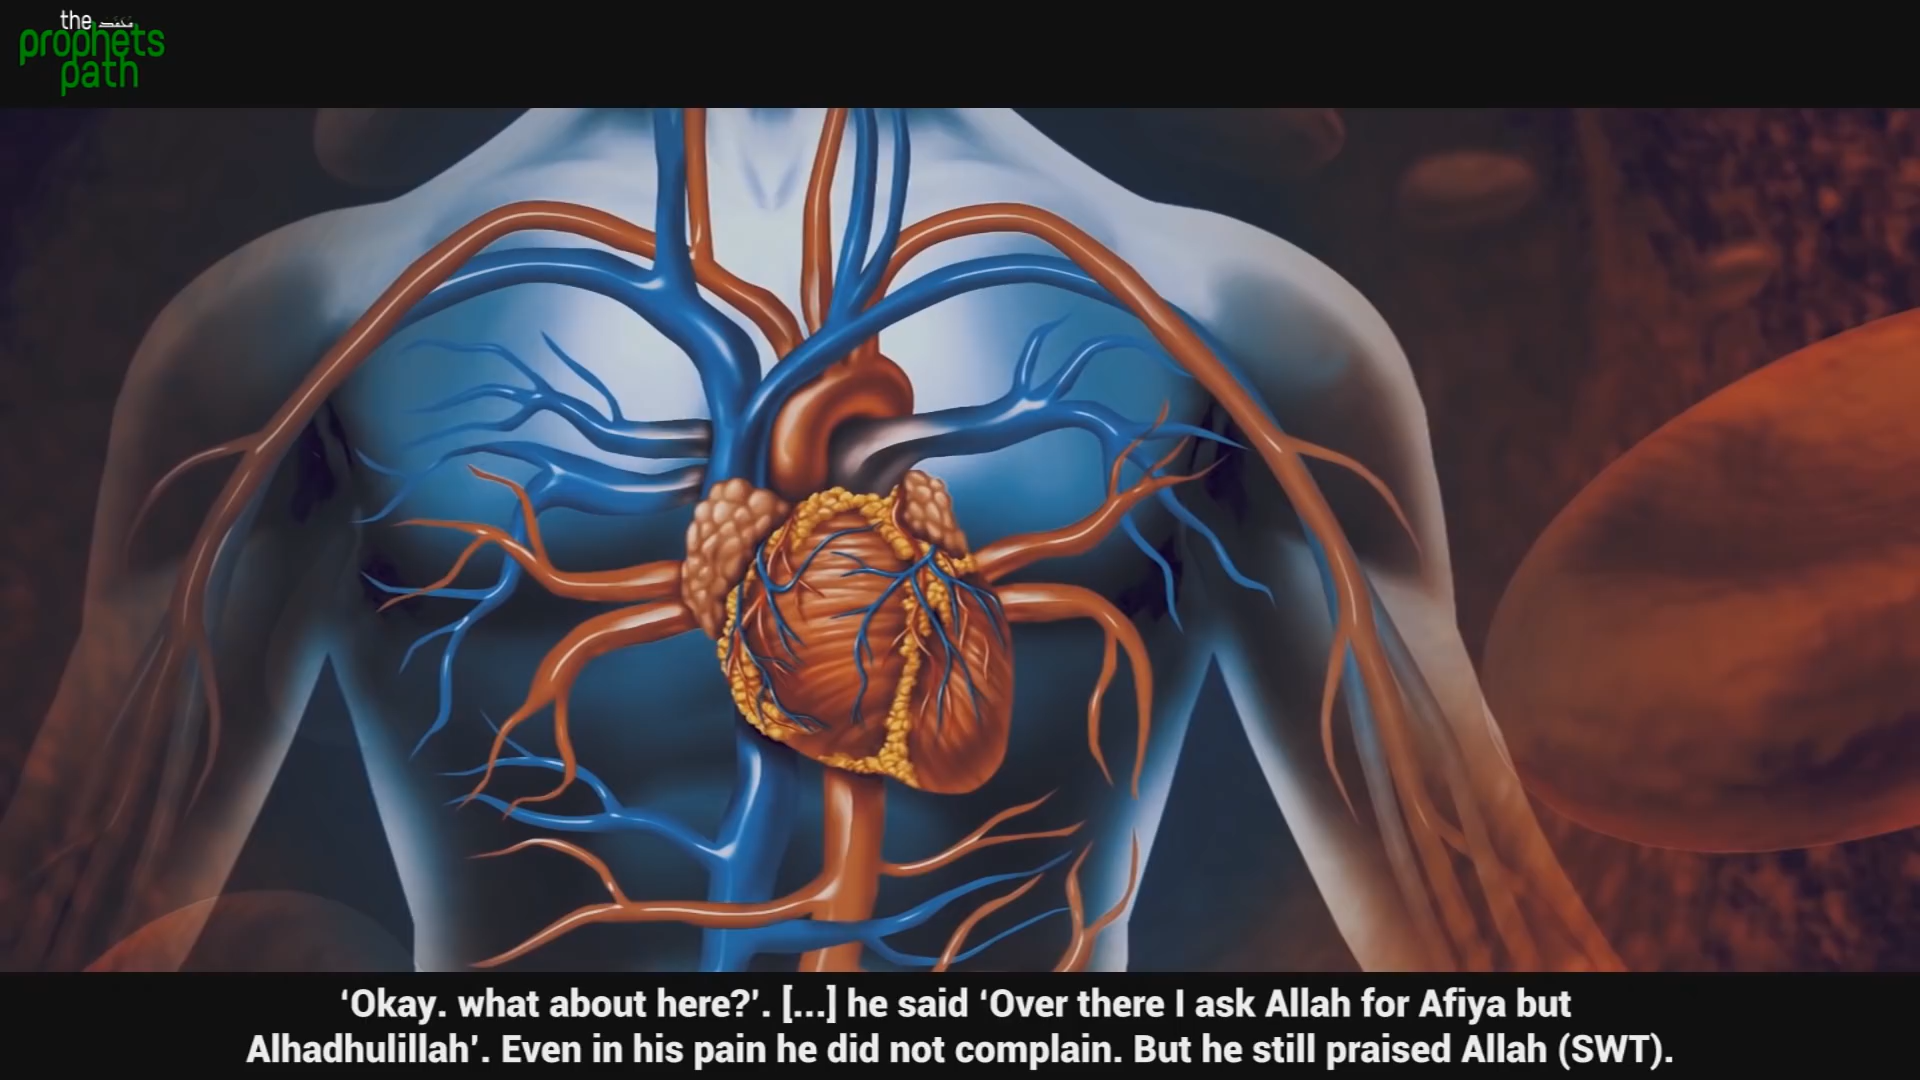 the
prophets
path
‘Okay. what about here?’. [...] he said ‘Over there I ask Allah for Afiya but
Alhadhulillah’. Even in his pain he did not complain. But he still praised Allah (SWT).